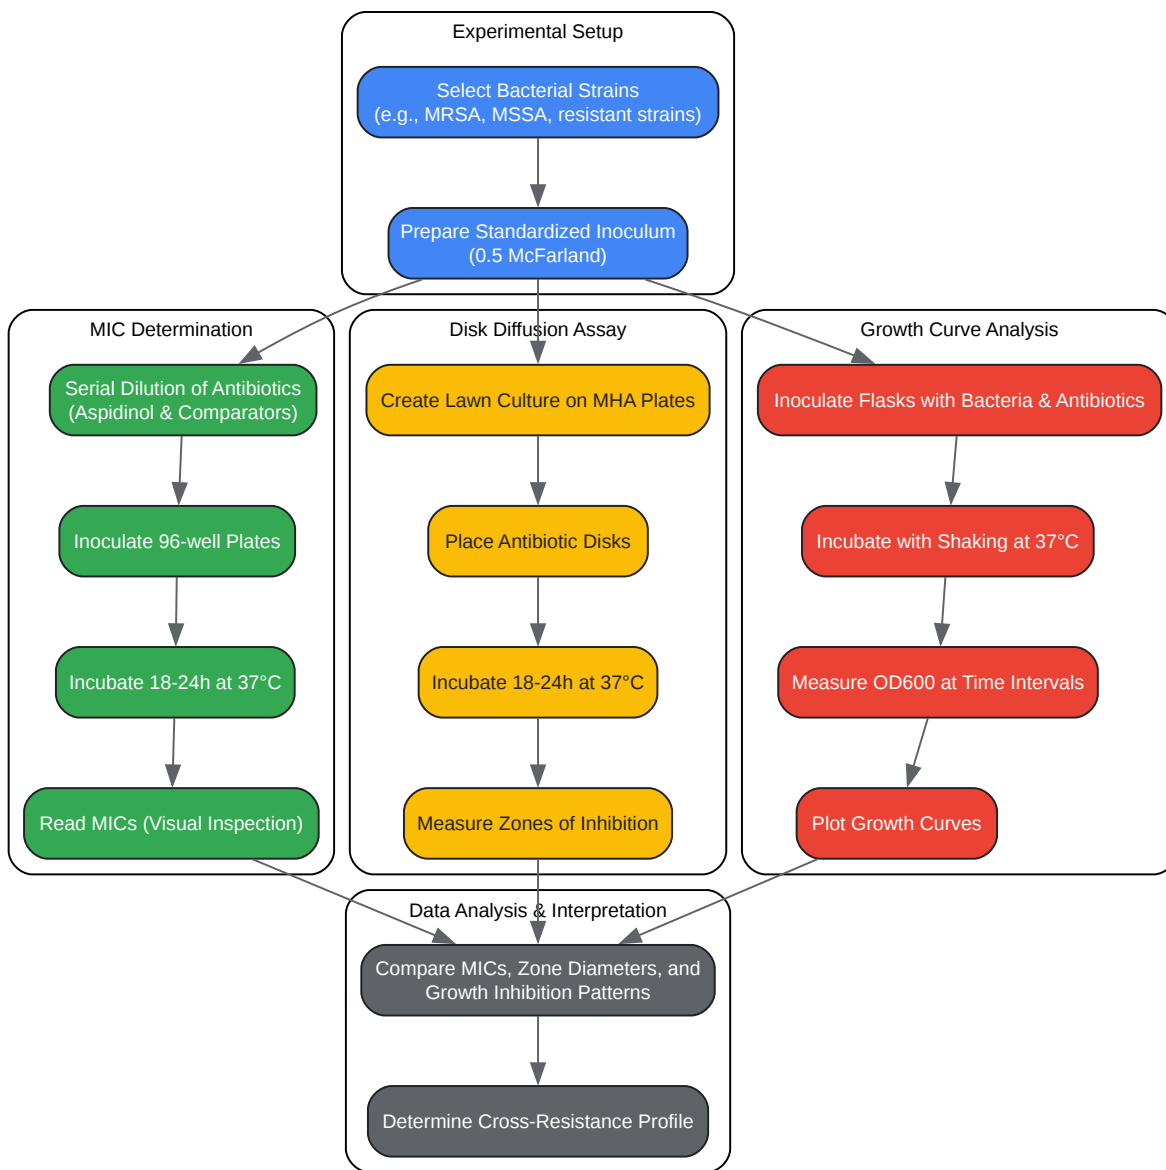 Experimental Setup
Select Bacterial Strains
(e.g., MRSA, MSSA, resistant strains)
Prepare Standardized Inoculum
(0.5 McFarland)
MIC Determination
Serial Dilution of Antibiotics
(Aspidinol & Comparators)
Inoculate 96-well Plates
Incubate 18-24h at 37°C
Read MICs (Visual Inspection)
Disk Diffusion Assay
Create Lawn Culture on MHA Plates
Place Antibiotic Disks
Incubate 18-24h at 37°C
Measure Zones of Inhibition
Growth Curve Analysis
Inoculate Flasks with Bacteria & Antibiotics
Incubate with Shaking at 37°C
Measure OD600 at Time Intervals
Plot Growth Curves
Data Analysis & Interpretation
Compare MICs, Zone Diameters, and
Growth Inhibition Patterns
Determine Cross-Resistance Profile